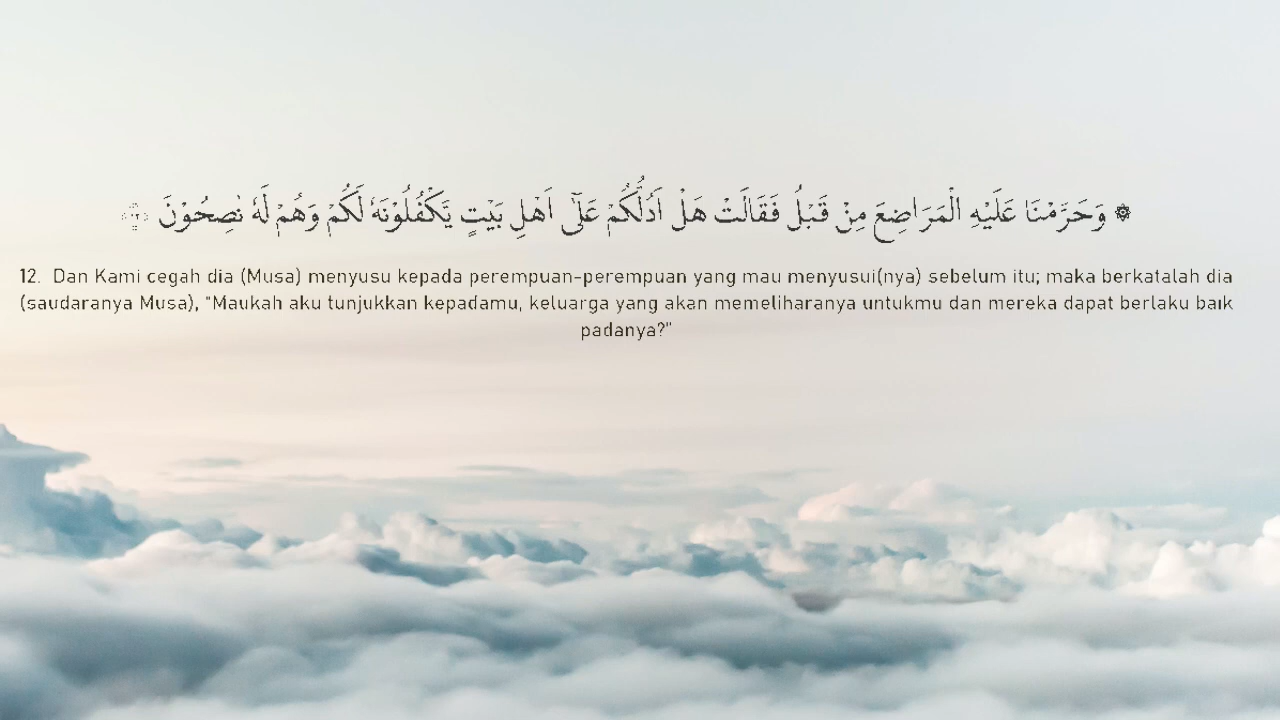 ۞ وَحَرَّمْنَا عَلَيْهِ الْمَرَاضِعَ مِنْ قَبْلُ فَقَالَتْ هَلْ اَدُلُّكُمْ عَلٰٓى اَهْلِ بَيْتٍ يَّكْفُلُوْنَهٗ لَكُمْ وَهُمْ لَهٗ نٰصِحُوْنَ ۝١٢
12. Dan Kami cegah dia (Musa) menyusu kepada perempuan-perempuan yang mau menyusui(nya) sebelum itu; maka berkatalah dia
(saudaranya Musa), "Maukah aku tunjukkan kepadamu, keluarga yang akan memeliharanya untukmu dan mereka dapat berlaku baik
padanya?"